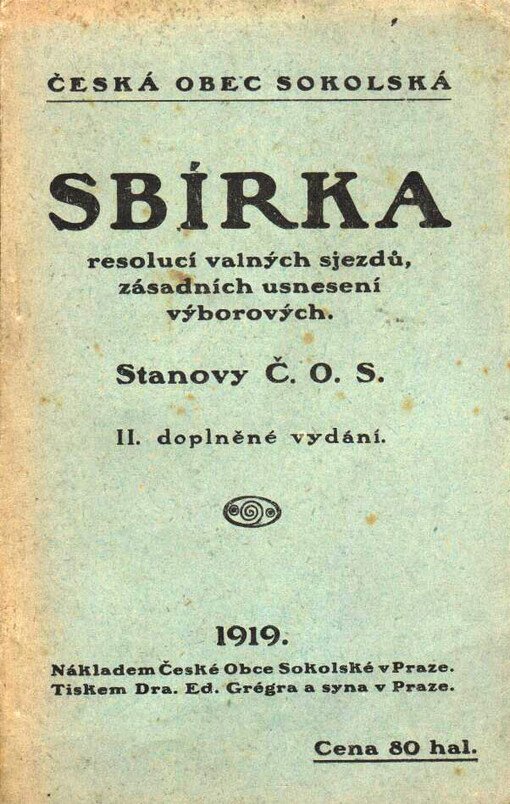 ČESKÁ OBEC SOKOLSKÁ
SBÍRKA
resolucí valných sjezdů,
zásadních usnesení
výborových.
Stanovy Č. O. S.
II. doplněné vydání.
1919.
Nákladem České Obce Sokolské v Praze.
Tiskem Dra. Ed. Grégra a syna v Praze.
Cena 80 hal.